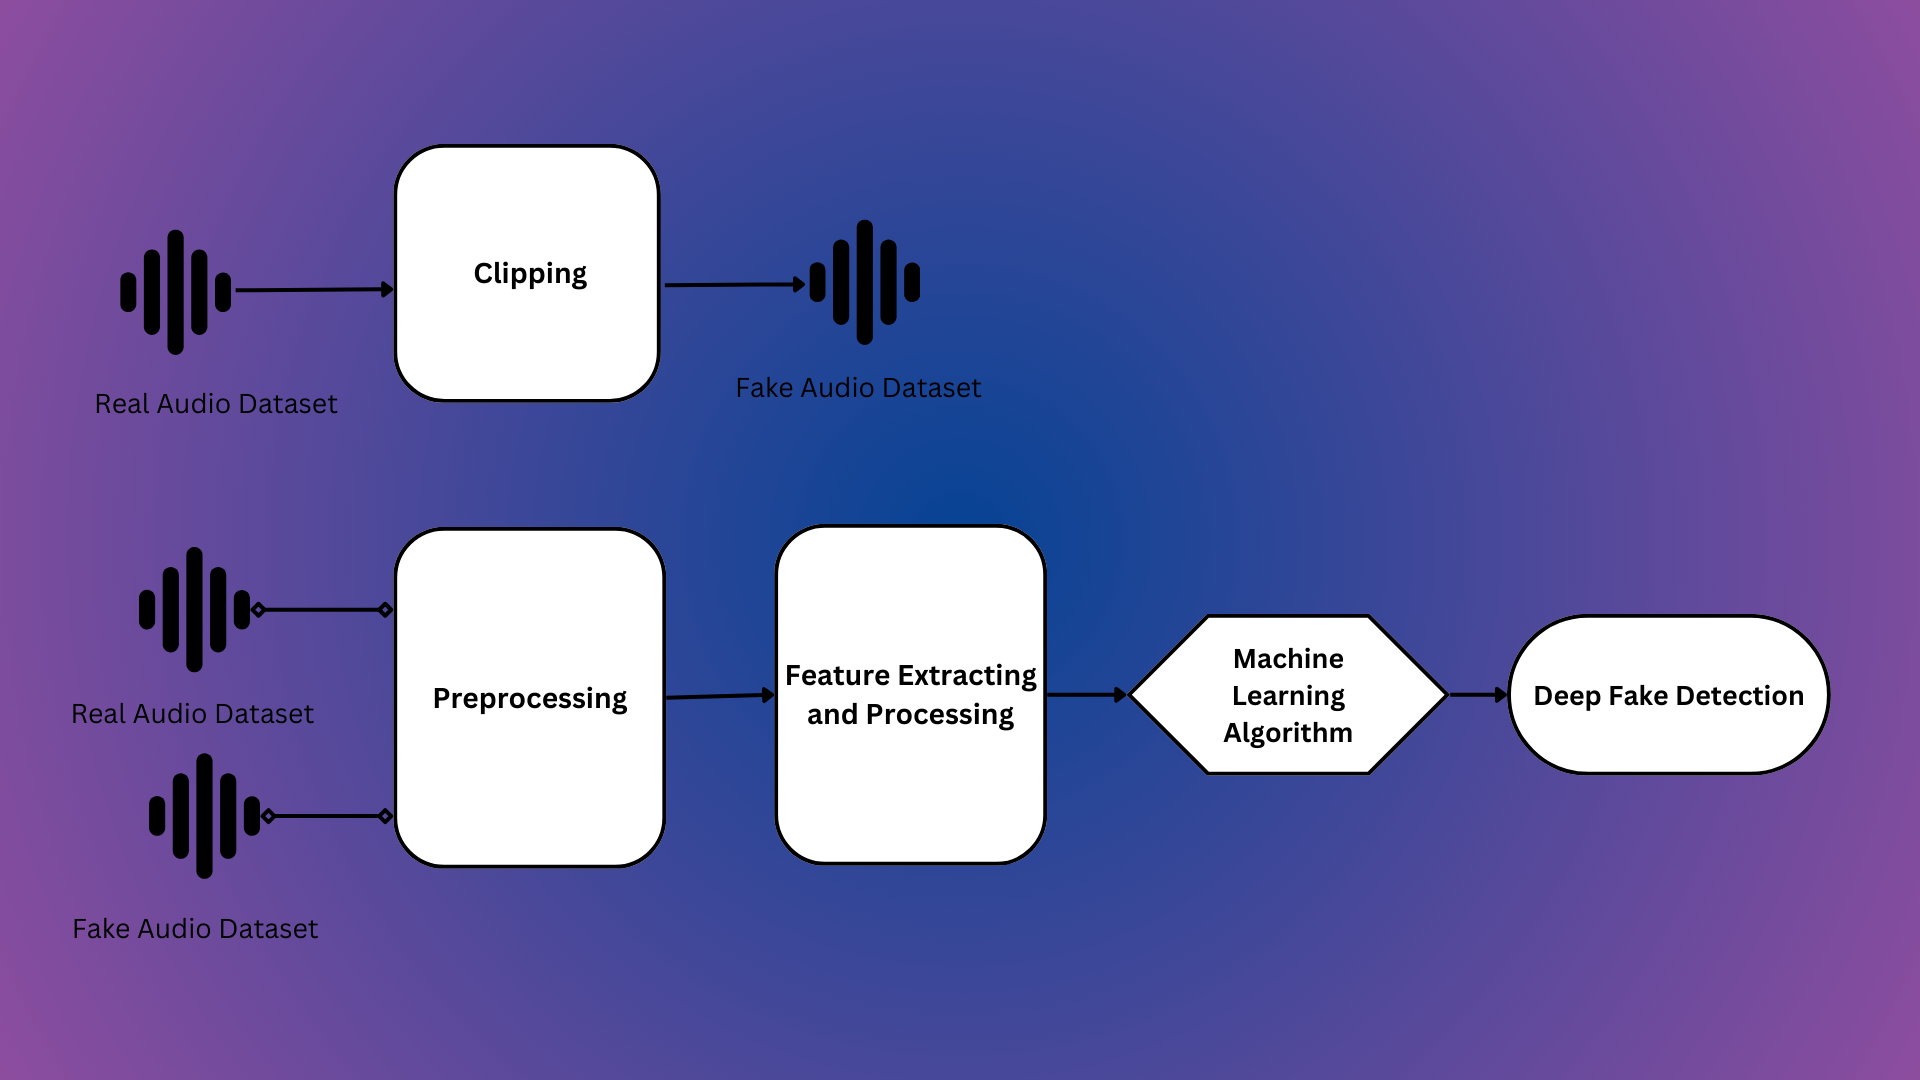 Clipping
Real Audio Dataset
Fake Audio Dataset
Real Audio Dataset
Fake Audio Dataset
Preprocessing
Feature Extracting
and Processing
Machine
Learning
Algorithm
Deep Fake Detection